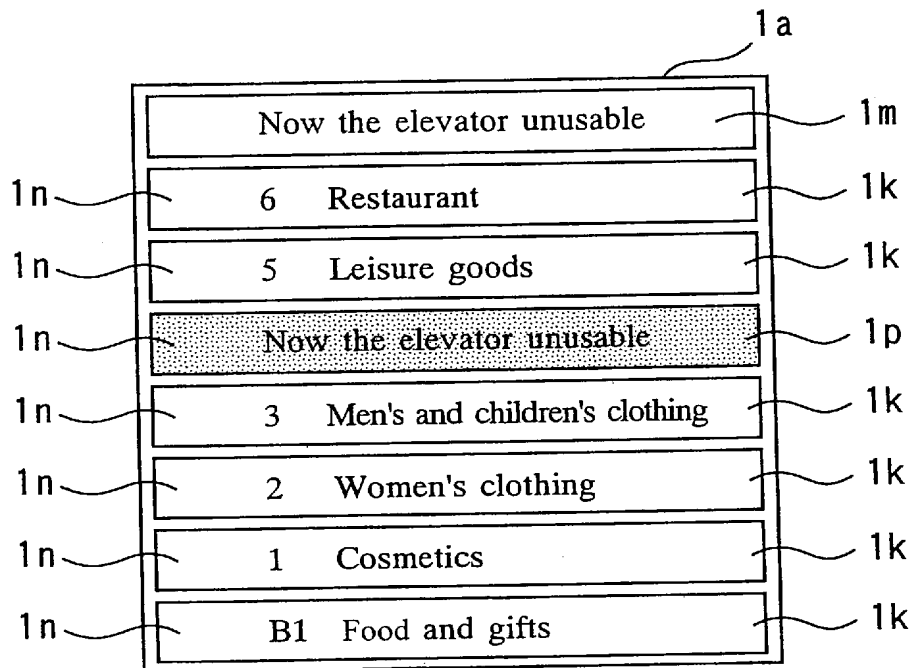 1a
Now the elevator unusable 1m
1n 6 Restaurant 1k
1n 5 Leisure goods 1k
1n Now the elevator unusable 1p
1n 3 Men's and children's clothing 1k
1n 2 Women's clothing 1k
1n 1 Cosmetics 1k
1n B1 Food and gifts 1k